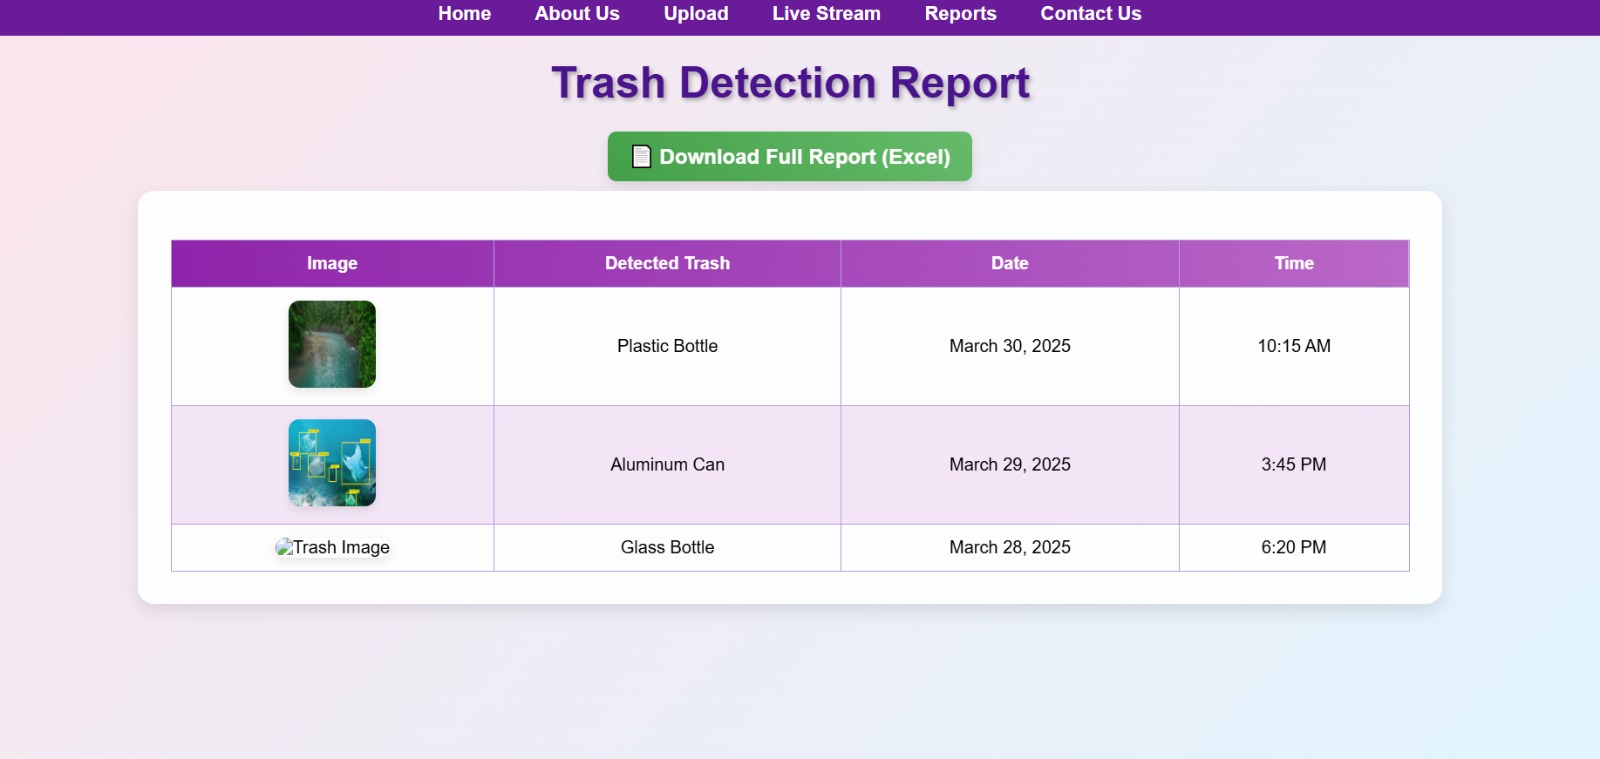 Home About Us Upload Live Stream Reports Contact Us
Trash Detection Report
Download Full Report (Excel)
Image Detected Trash Date Time
Plastic Bottle March 30, 2025 10:15 AM
Aluminum Can March 29, 2025 3:45 PM
Trash Image Glass Bottle March 28, 2025 6:20 PM